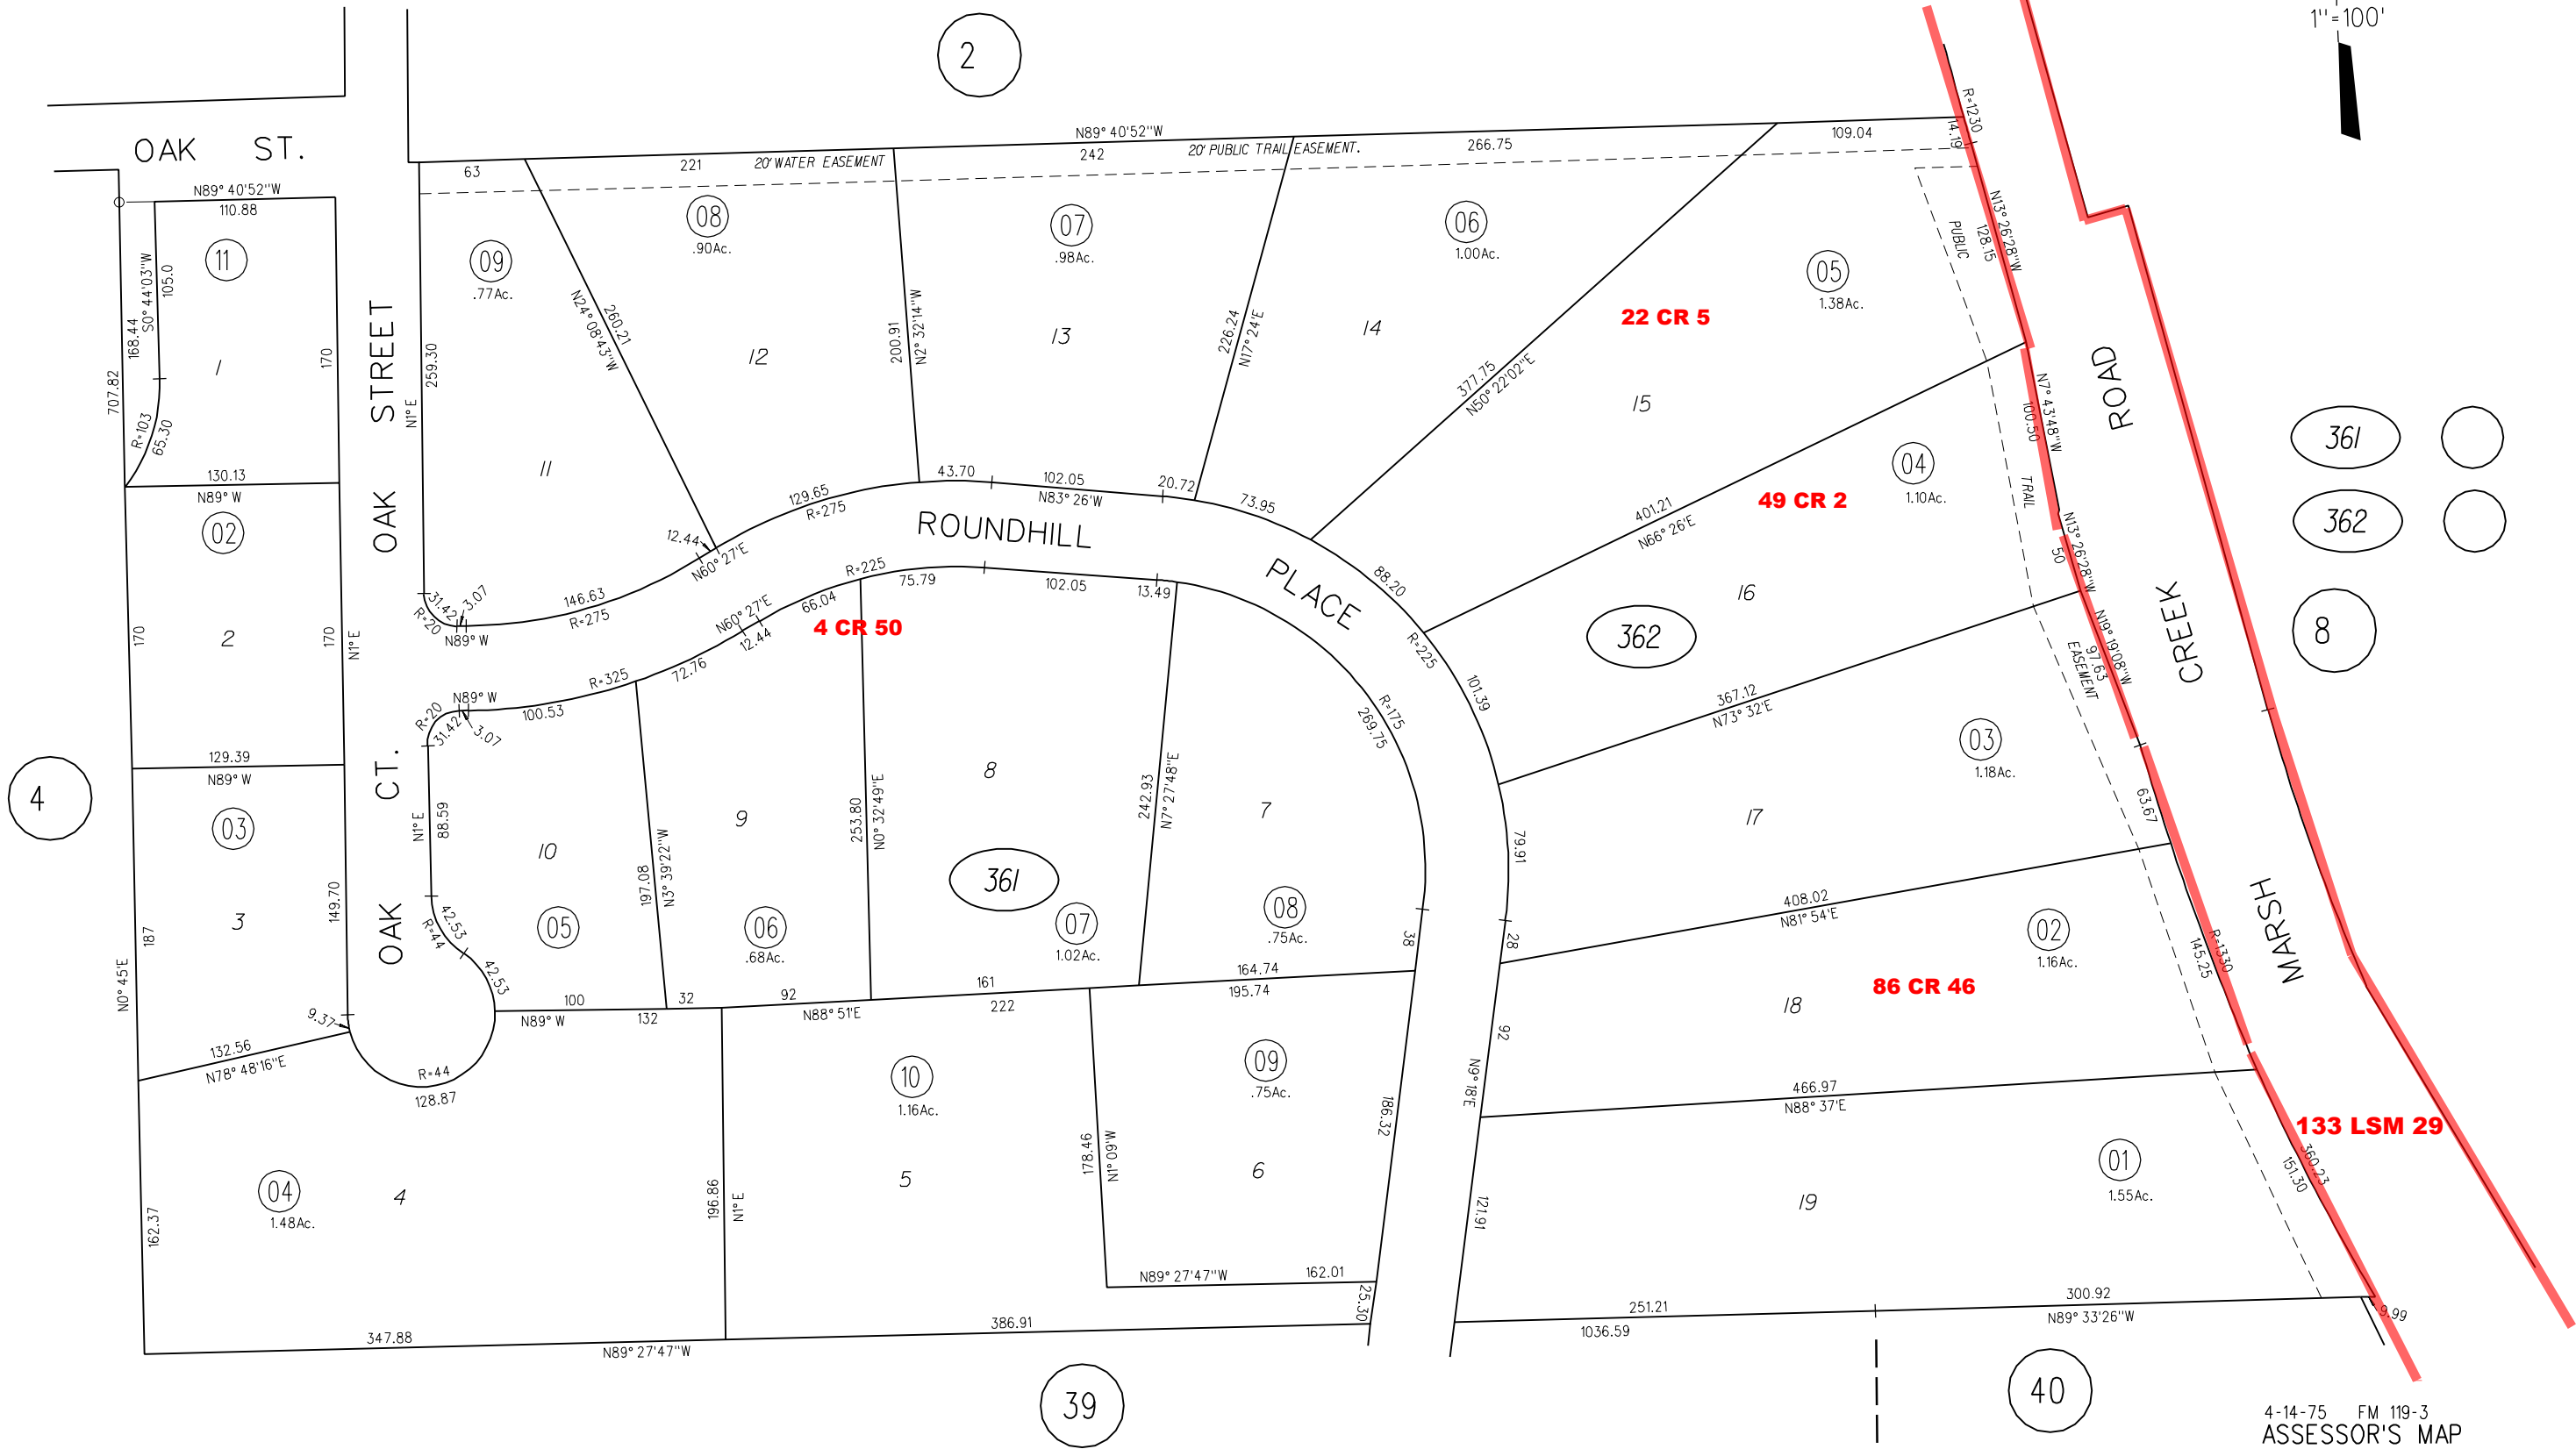 2
1"=100'
OAK ST.
N89° 40'52"W
110.88
11
S0° 44'03"W
105.0
168.44
707.82
1
170
R=103
65.30
130.13
N89° W
02
170
2
170
N1° E
129.39
N89° W
03
3
187
149.70
N0° 45'E
9.37
132.56
N78° 48'16"E
R=44
128.87
04
1.48Ac.
4
162.37
347.88
N89° 27'47"W
4
OAK STREET
OAK CT.
N89° 40'52"W
63
221
20' WATER EASEMENT
242
20' PUBLIC TRAIL EASEMENT.
266.75
109.04
R=1230
14.19
09
.77Ac.
259.30
N1° E
11
N24° 08'43"W
260.21
08
.90Ac.
12
200.91
N2° 32'14"W
07
.98Ac.
13
226.24
N17° 24'E
06
1.00Ac.
14
377.75
N50° 22'02"E
22 CR 5
05
1.38Ac.
15
PUBLIC
128.15
N13° 26'28"W
31.42
R=20
3.07
N89° W
146.63
R=275
12.44
N60° 27'E
129.65
R=275
43.70
102.05
N83° 26'W
20.72
73.95
ROUNDHILL PLACE
88.20
R=225
101.39
79.91
28
92
N9° 18'E
121.91
R=20
31.42
N89° W
3.07
100.53
R=325
72.76
N60° 27'E
12.44
66.04
R=225
75.79
102.05
13.49
R=175
269.75
38
4 CR 50
N1° E
88.59
42.53
R=44
42.53
10
05
197.08
N3° 39'22"W
9
06
.68Ac.
253.80
N0° 32'49"E
8
361
07
1.02Ac.
242.93
N7° 27'48"E
7
08
.75Ac.
100
N89° W
32
132
92
N88° 51'E
161
222
164.74
195.74
10
1.16Ac.
5
196.86
N1° E
178.46
N1° 09'W
09
.75Ac.
6
186.32
N89° 27'47"W
162.01
25.30
386.91
401.21
N66° 26'E
49 CR 2
04
1.10Ac.
16
362
TRAIL
100.50
N7° 43'48"W
50
N13° 26'28"W
367.12
N73° 32'E
97.63
N19° 19'08"W
EASEMENT
03
1.18Ac.
17
63.67
408.02
N81° 54'E
02
1.16Ac.
18
86 CR 46
R=1330
145.25
466.97
N88° 37'E
133 LSM 29
01
1.55Ac.
19
360.23
151.30
251.21
1036.59
300.92
N89° 33'26"W
9.99
MARSH CREEK ROAD
361
362
8
39
40
4-14-75 FM 119-3
ASSESSOR'S MAP